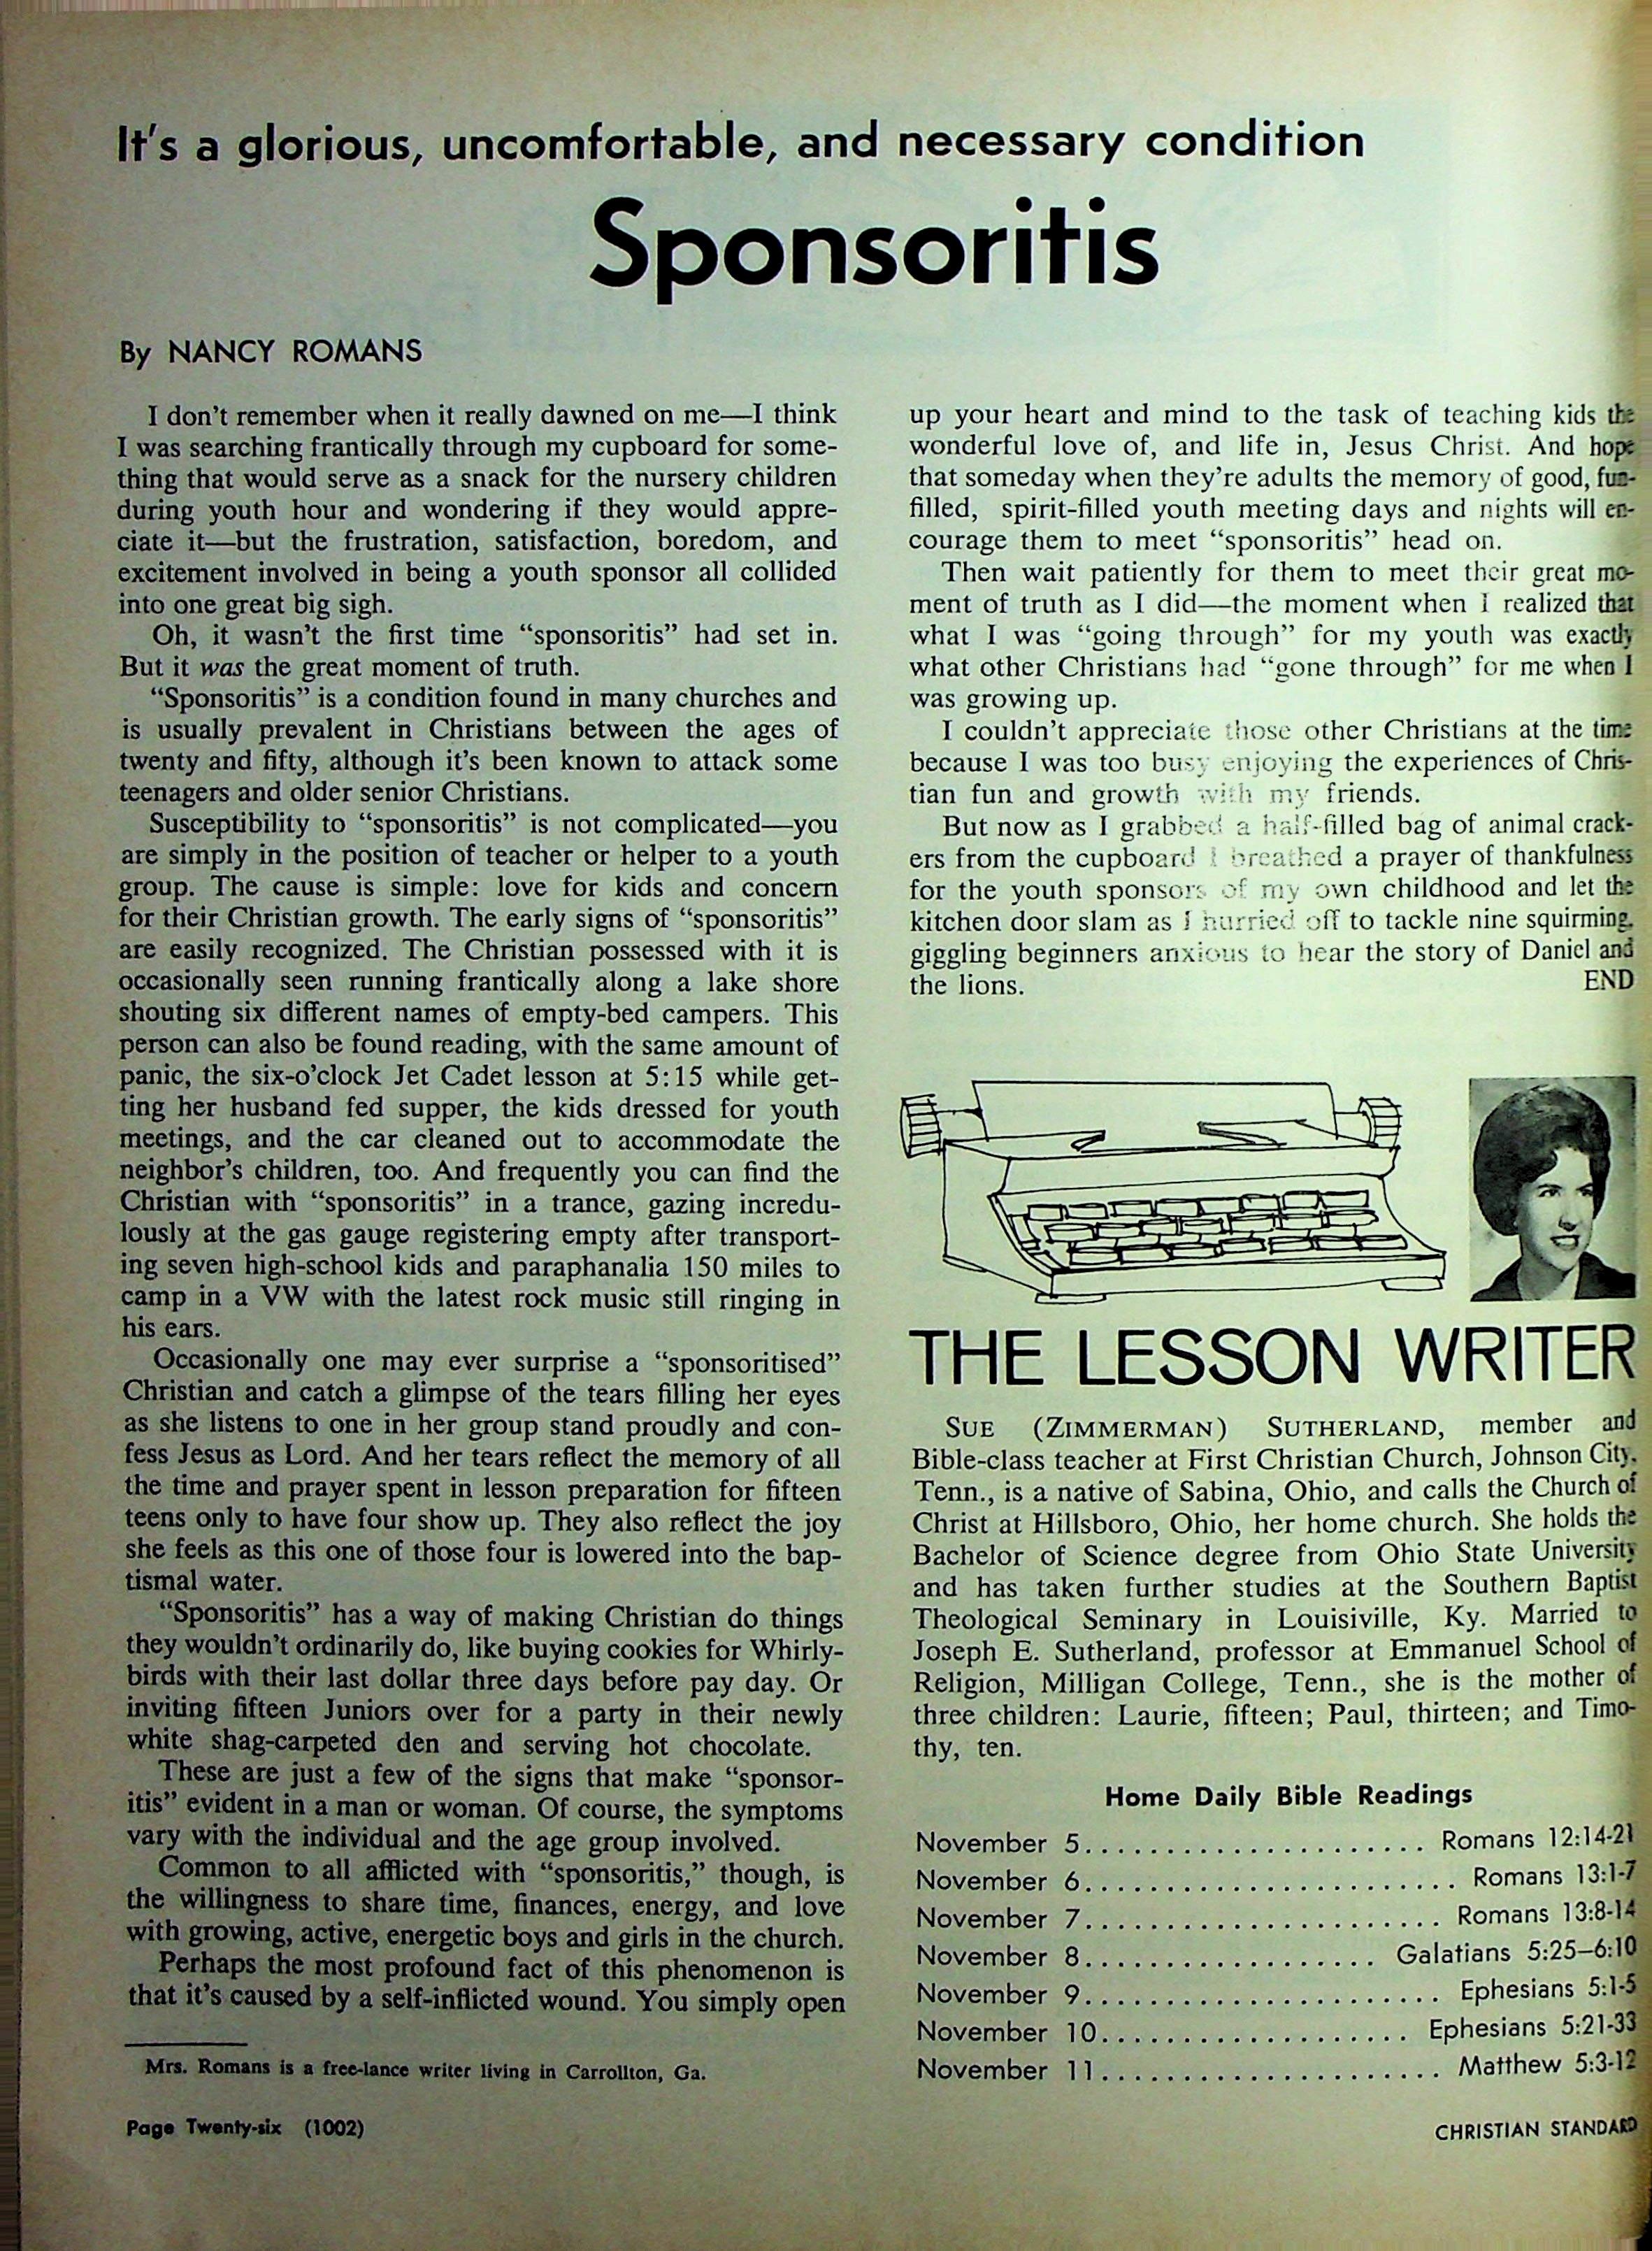 It's a glorious, uncomfortable, and necessary condition
Sponsoritis
By NANCY ROMANS
I don't remember when it really dawned on me—I think
I was searching frantically through my cupboard for some-
thing that would serve as a snack for the nursery children
during youth hour and wondering if they would appre-
ciate it—but the frustration, satisfaction, boredom, and
excitement involved in being a youth sponsor all collided
into one great big sigh.
Oh, it wasn't the first time “sponsoritis” had set in.
But it was the great moment of truth.
“Sponsoritis” is a condition found in many churches and
is usually prevalent in Christians between the ages of
twenty and fifty, although it's been known to attack some
teenagers and older senior Christians.
Susceptibility to “sponsoritis” is not complicated—you
are simply in the position of teacher or helper to a youth
group. The cause is simple: love for kids and concern
for their Christian growth. The early signs of “sponsoritis”
are easily recognized. The Christian possessed with it is
occasionally seen running frantically along a lake shore
shouting six different names of empty-bed campers. This
person can also be found reading, with the same amount of
panic, the six-o'clock Jet Cadet lesson at 5:15 while get-
ting her husband fed supper, the kids dressed for youth
meetings, and the car cleaned out to accommodate the
neighbor's children, too. And frequently you can find the
Christian with “sponsoritis” in a trance, gazing incredu-
lously at the gas gauge registering empty after transport-
ing seven high-school kids and paraphanalia 150 miles to
camp in a VW with the latest rock music still ringing in
his ears.
Occasionally one may ever surprise a “sponsoritised”
Christian and catch a glimpse of the tears filling her eyes
as she listens to one in her group stand proudly and con-
fess Jesus as Lord. And her tears reflect the memory of all
the time and prayer spent in lesson preparation for fifteen
teens only to have four show up. They also reflect the joy
she feels as this one of those four is lowered into the bap-
tismal water.
“Sponsoritis” has a way of making Christian do things
they wouldn't ordinarily do, like buying cookies for Whirly-
birds with their last dollar three days before pay day. Or
inviting fifteen Juniors over for a party in their newly
white shag-carpeted den and serving hot chocolate.
These are just a few of the signs that make “sponsor-
itis” evident in a man or woman. Of course, the symptoms
vary with the individual and the age group involved.
Common to all afflicted with “sponsoritis,” though, is
the willingness to share time, finances, energy, and love
with growing, active, energetic boys and girls in the church.
Perhaps the most profound fact of this phenomenon is
that it's caused by a self-inflicted wound. You simply open
Mrs. Romans is a free-lance writer living in Carrollton, Ga.
up your heart and mind to the task of teaching kids the
wonderful love of, and life in, Jesus Christ. And hope
that someday when they're adults the memory of good, fun-
filled, spirit-filled youth meeting days and nights will en-
courage them to meet “sponsoritis” head on.
Then wait patiently for them to meet their great mo-
ment of truth as I did—the moment when I realized that
what I was “going through” for my youth was exactly
what other Christians had “gone through” for me when I
was growing up.
I couldn't appreciate those other Christians at the time
because I was too busy enjoying the experiences of Chris-
tian fun and growth with my friends.
But now as I grabbed a half-filled bag of animal crack-
ers from the cupboard I breathed a prayer of thankfulness
for the youth sponsors of my own childhood and let the
kitchen door slam as I hurried off to tackle nine squirming,
giggling beginners anxious to hear the story of Daniel and
the lions. END
THE LESSON WRITER
SUE (ZIMMERMAN) SUTHERLAND, member and
Bible-class teacher at First Christian Church, Johnson City,
Tenn., is a native of Sabina, Ohio, and calls the Church of
Christ at Hillsboro, Ohio, her home church. She holds the
Bachelor of Science degree from Ohio State University
and has taken further studies at the Southern Baptist
Theological Seminary in Louisiville, Ky. Married to
Joseph E. Sutherland, professor at Emmanuel School of
Religion, Milligan College, Tenn., she is the mother of
three children: Laurie, fifteen; Paul, thirteen; and Timo-
thy, ten.
Home Daily Bible Readings
November 5..................... Romans 12:14-21
November 6....................... Romans 13:1-7
November 7...................... Romans 13:8-14
November 8.................. Galatians 5:25–6:10
November 9...................... Ephesians 5:1-5
November 10................... Ephesians 5:21-33
November 11..................... Matthew 5:3-12
Page Twenty-six (1002)
CHRISTIAN STANDARD